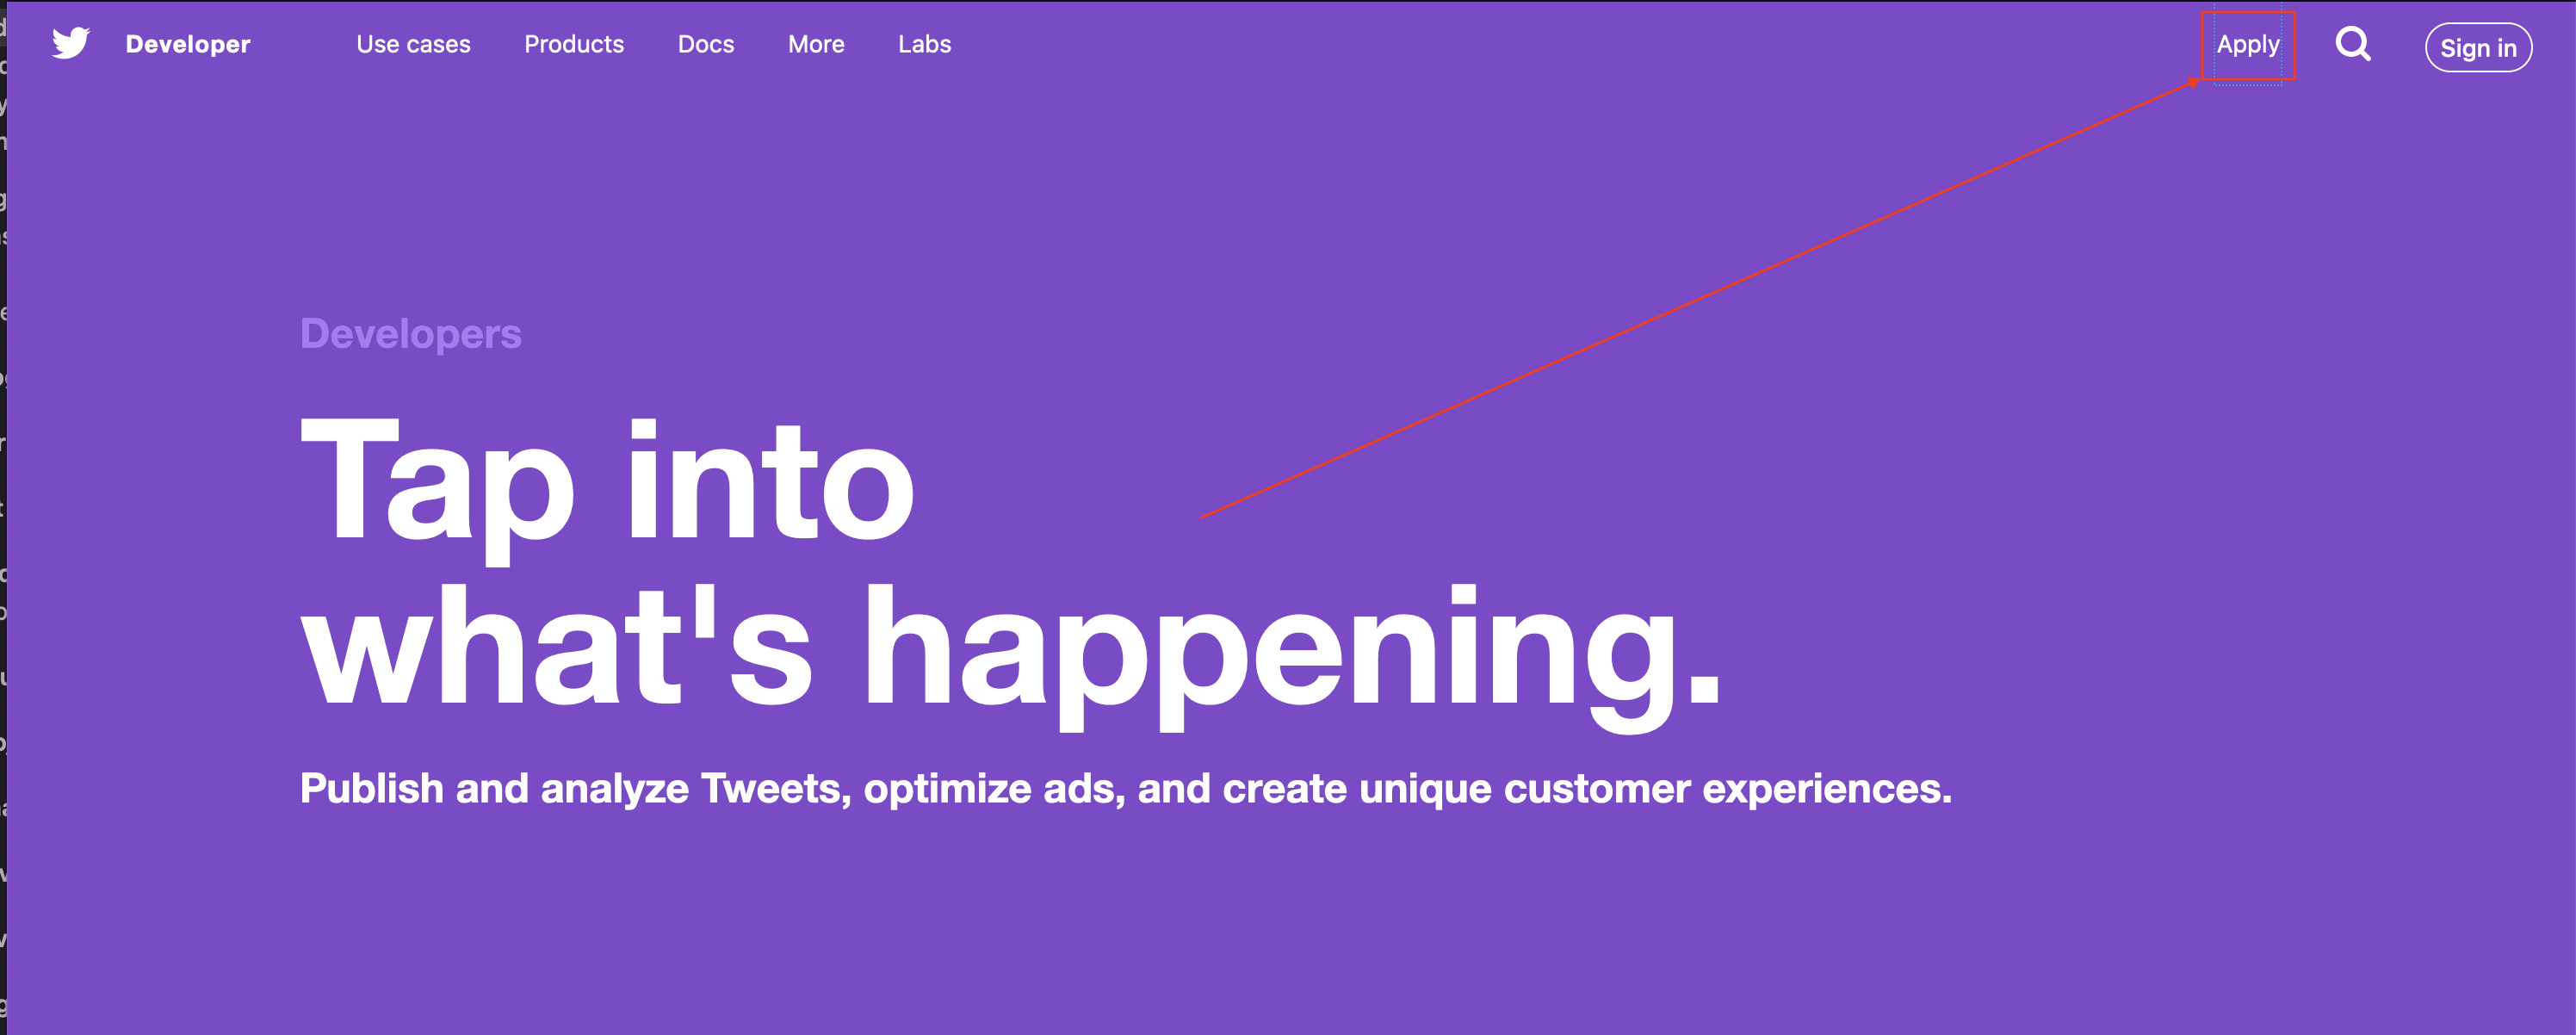 Developer
Use cases
Products
Docs
More
Labs
Apply
Sign in
Developers
Tap into
what's happening.
Publish and analyze Tweets, optimize ads, and create unique customer experiences.